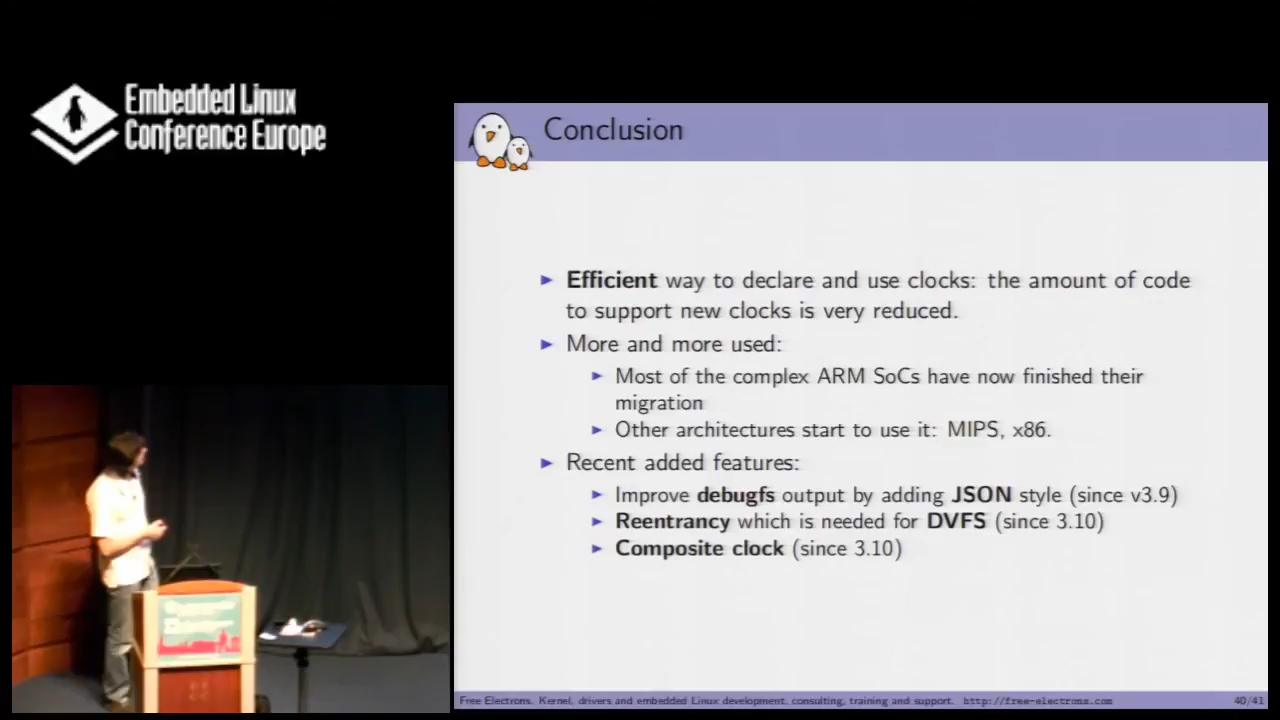 Embedded Linux
Conference Europe
Conclusion
▶ Efficient way to declare and use clocks: the amount of code
to support new clocks is very reduced.
▶ More and more used:
▶ Most of the complex ARM SoCs have now finished their
migration
▶ Other architectures start to use it: MIPS, x86.
▶ Recent added features:
▶ Improve debugfs output by adding JSON style (since v3.9)
▶ Reentrancy which is needed for DVFS (since 3.10)
▶ Composite clock (since 3.10)
Free Electrons. Kernel, drivers and embedded Linux development, consulting, training and support. http://free-electrons.com 40/41